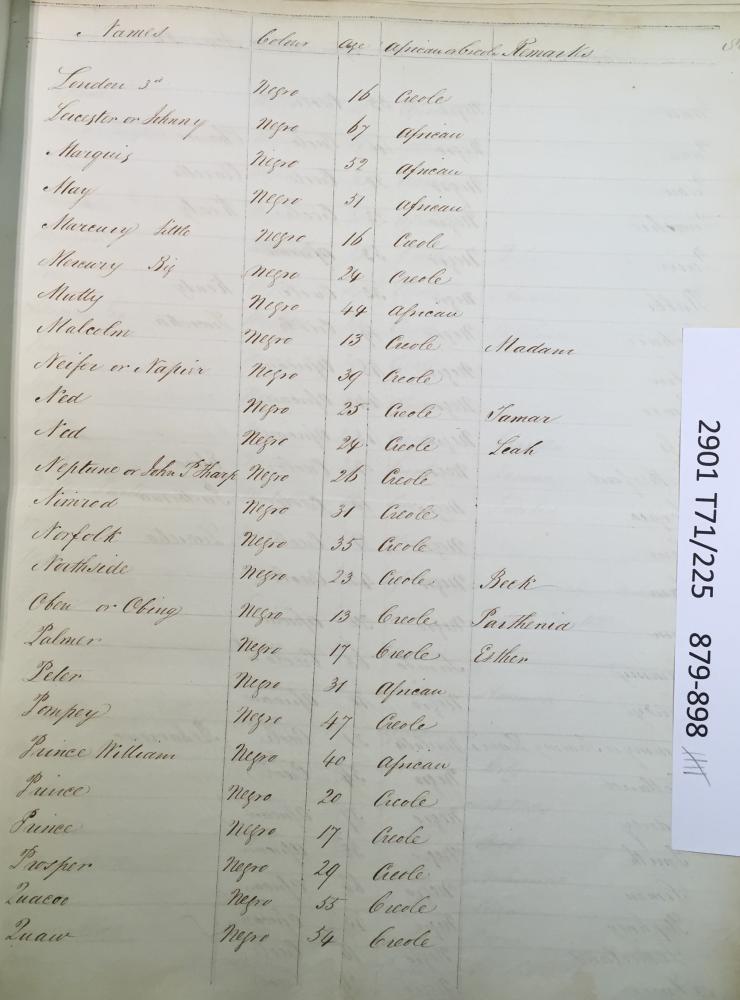 Names Colour Age African or Creole Remarks
London 3rd Negro 16 Creole
Leicester or Johnny Negro 67 African
Marquis Negro 52 African
May Negro 51 African
Mercury Little Negro 16 Creole
Mercury Big Negro 24 Creole
Mutty Negro 44 African
Malcolm Negro 13 Creole Madam
Neifer or Napier Negro 39 Creole
Ned Negro 25 Creole Tamar
Ned Negro 24 Creole Leah
Neptune or John P Tharp Negro 26 Creole
Nimrod Negro 31 Creole
Norfolk Negro 35 Creole
Northside Negro 23 Creole Beck
Oben or Obing Negro 13 Creole Parthenia
Palmer Negro 17 Creole Esther
Peter Negro 31 African
Pompey Negro 47 Creole
Prince William Negro 40 African
Prince Negro 20 Creole
Prince Negro 17 Creole
Prosper Negro 29 Creole
Quacoo Negro 55 Creole
Quaw Negro 54 Creole
2901 T71/225 879-898